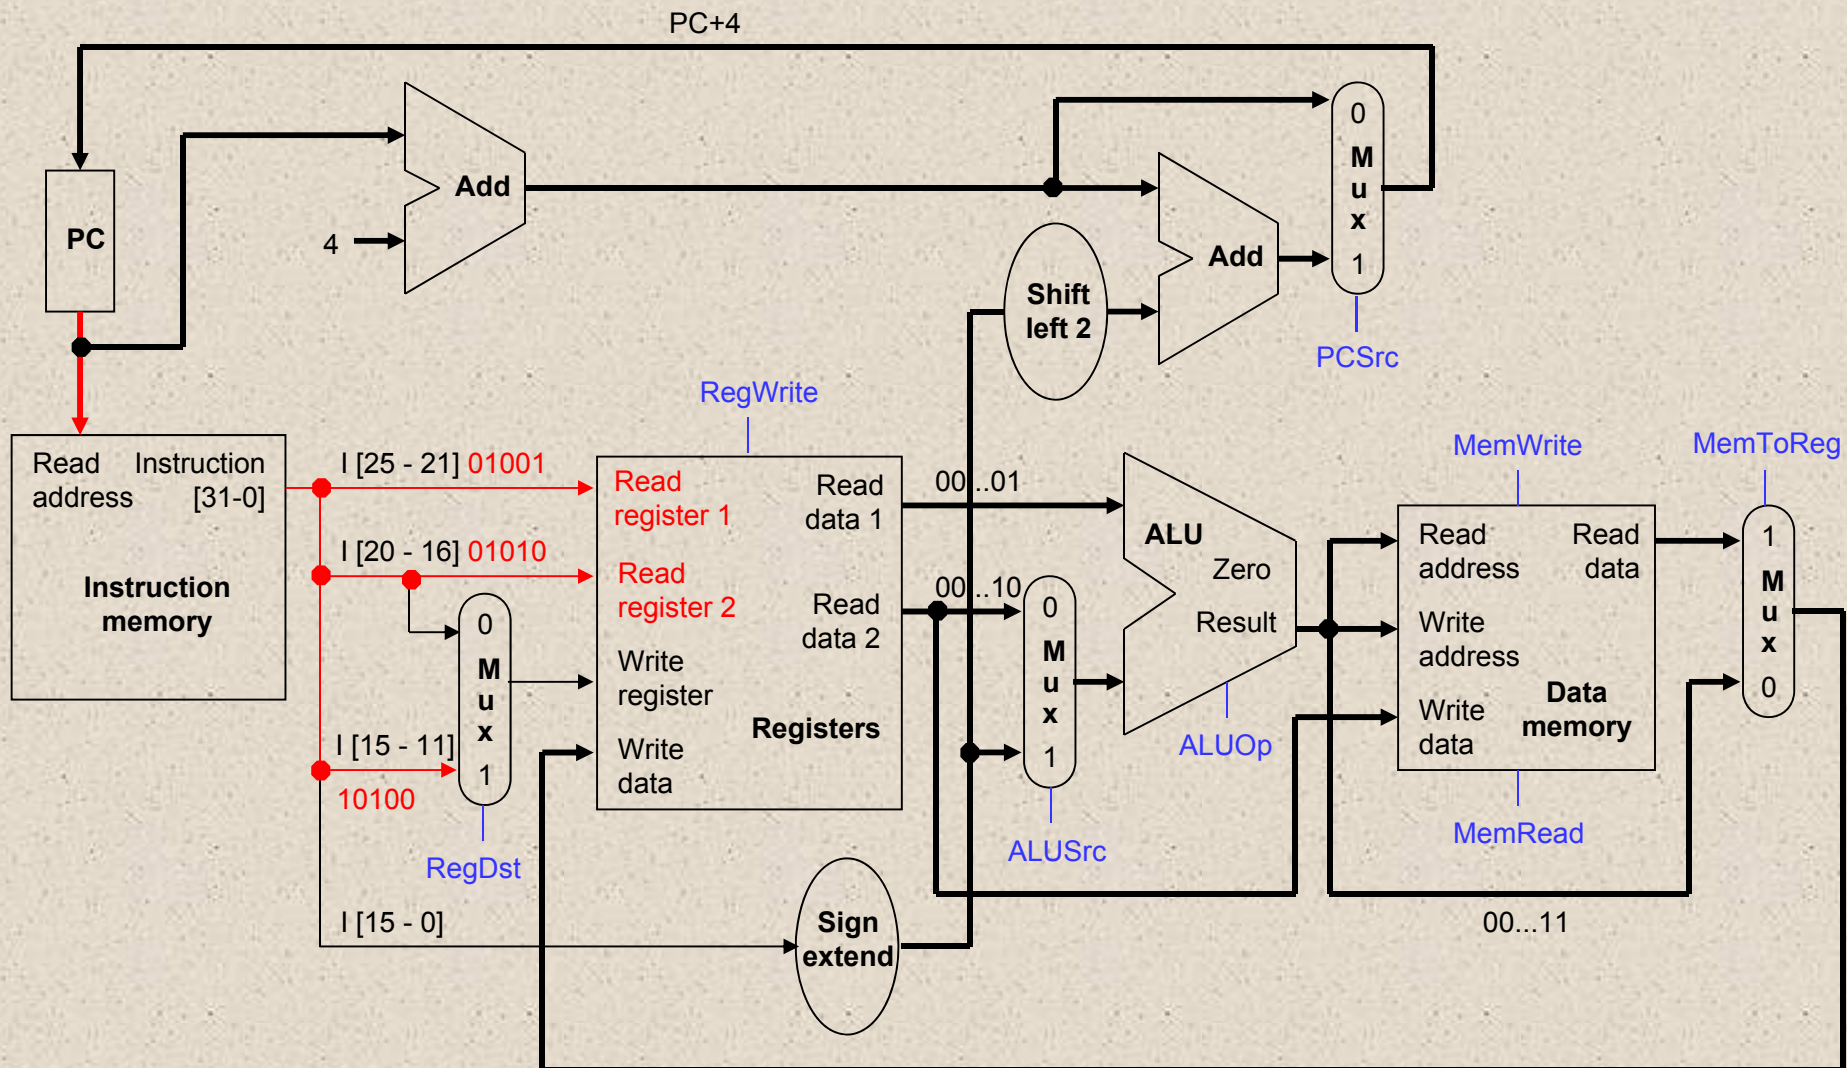 PC+4
0
M
u
x
1
Add
4
PC
Add
Shift
left 2
PCSrc
RegWrite
MemWrite
MemToReg
Read
address
Instruction
[31-0]
Instruction
memory
I [25 - 21] 01001
I [20 - 16] 01010
0
M
u
x
1
I [15 - 11]
10100
RegDst
I [15 - 0]
Read
register 1
Read
register 2
Write
register
Write
data
Read
data 1
Read
data 2
Registers
00...01
00...10
0
M
u
x
1
ALUSrc
Sign
extend
ALU
Zero
Result
ALUOp
Read
address
Write
address
Write
data
Read
data
Data
memory
MemRead
1
M
u
x
0
00...11